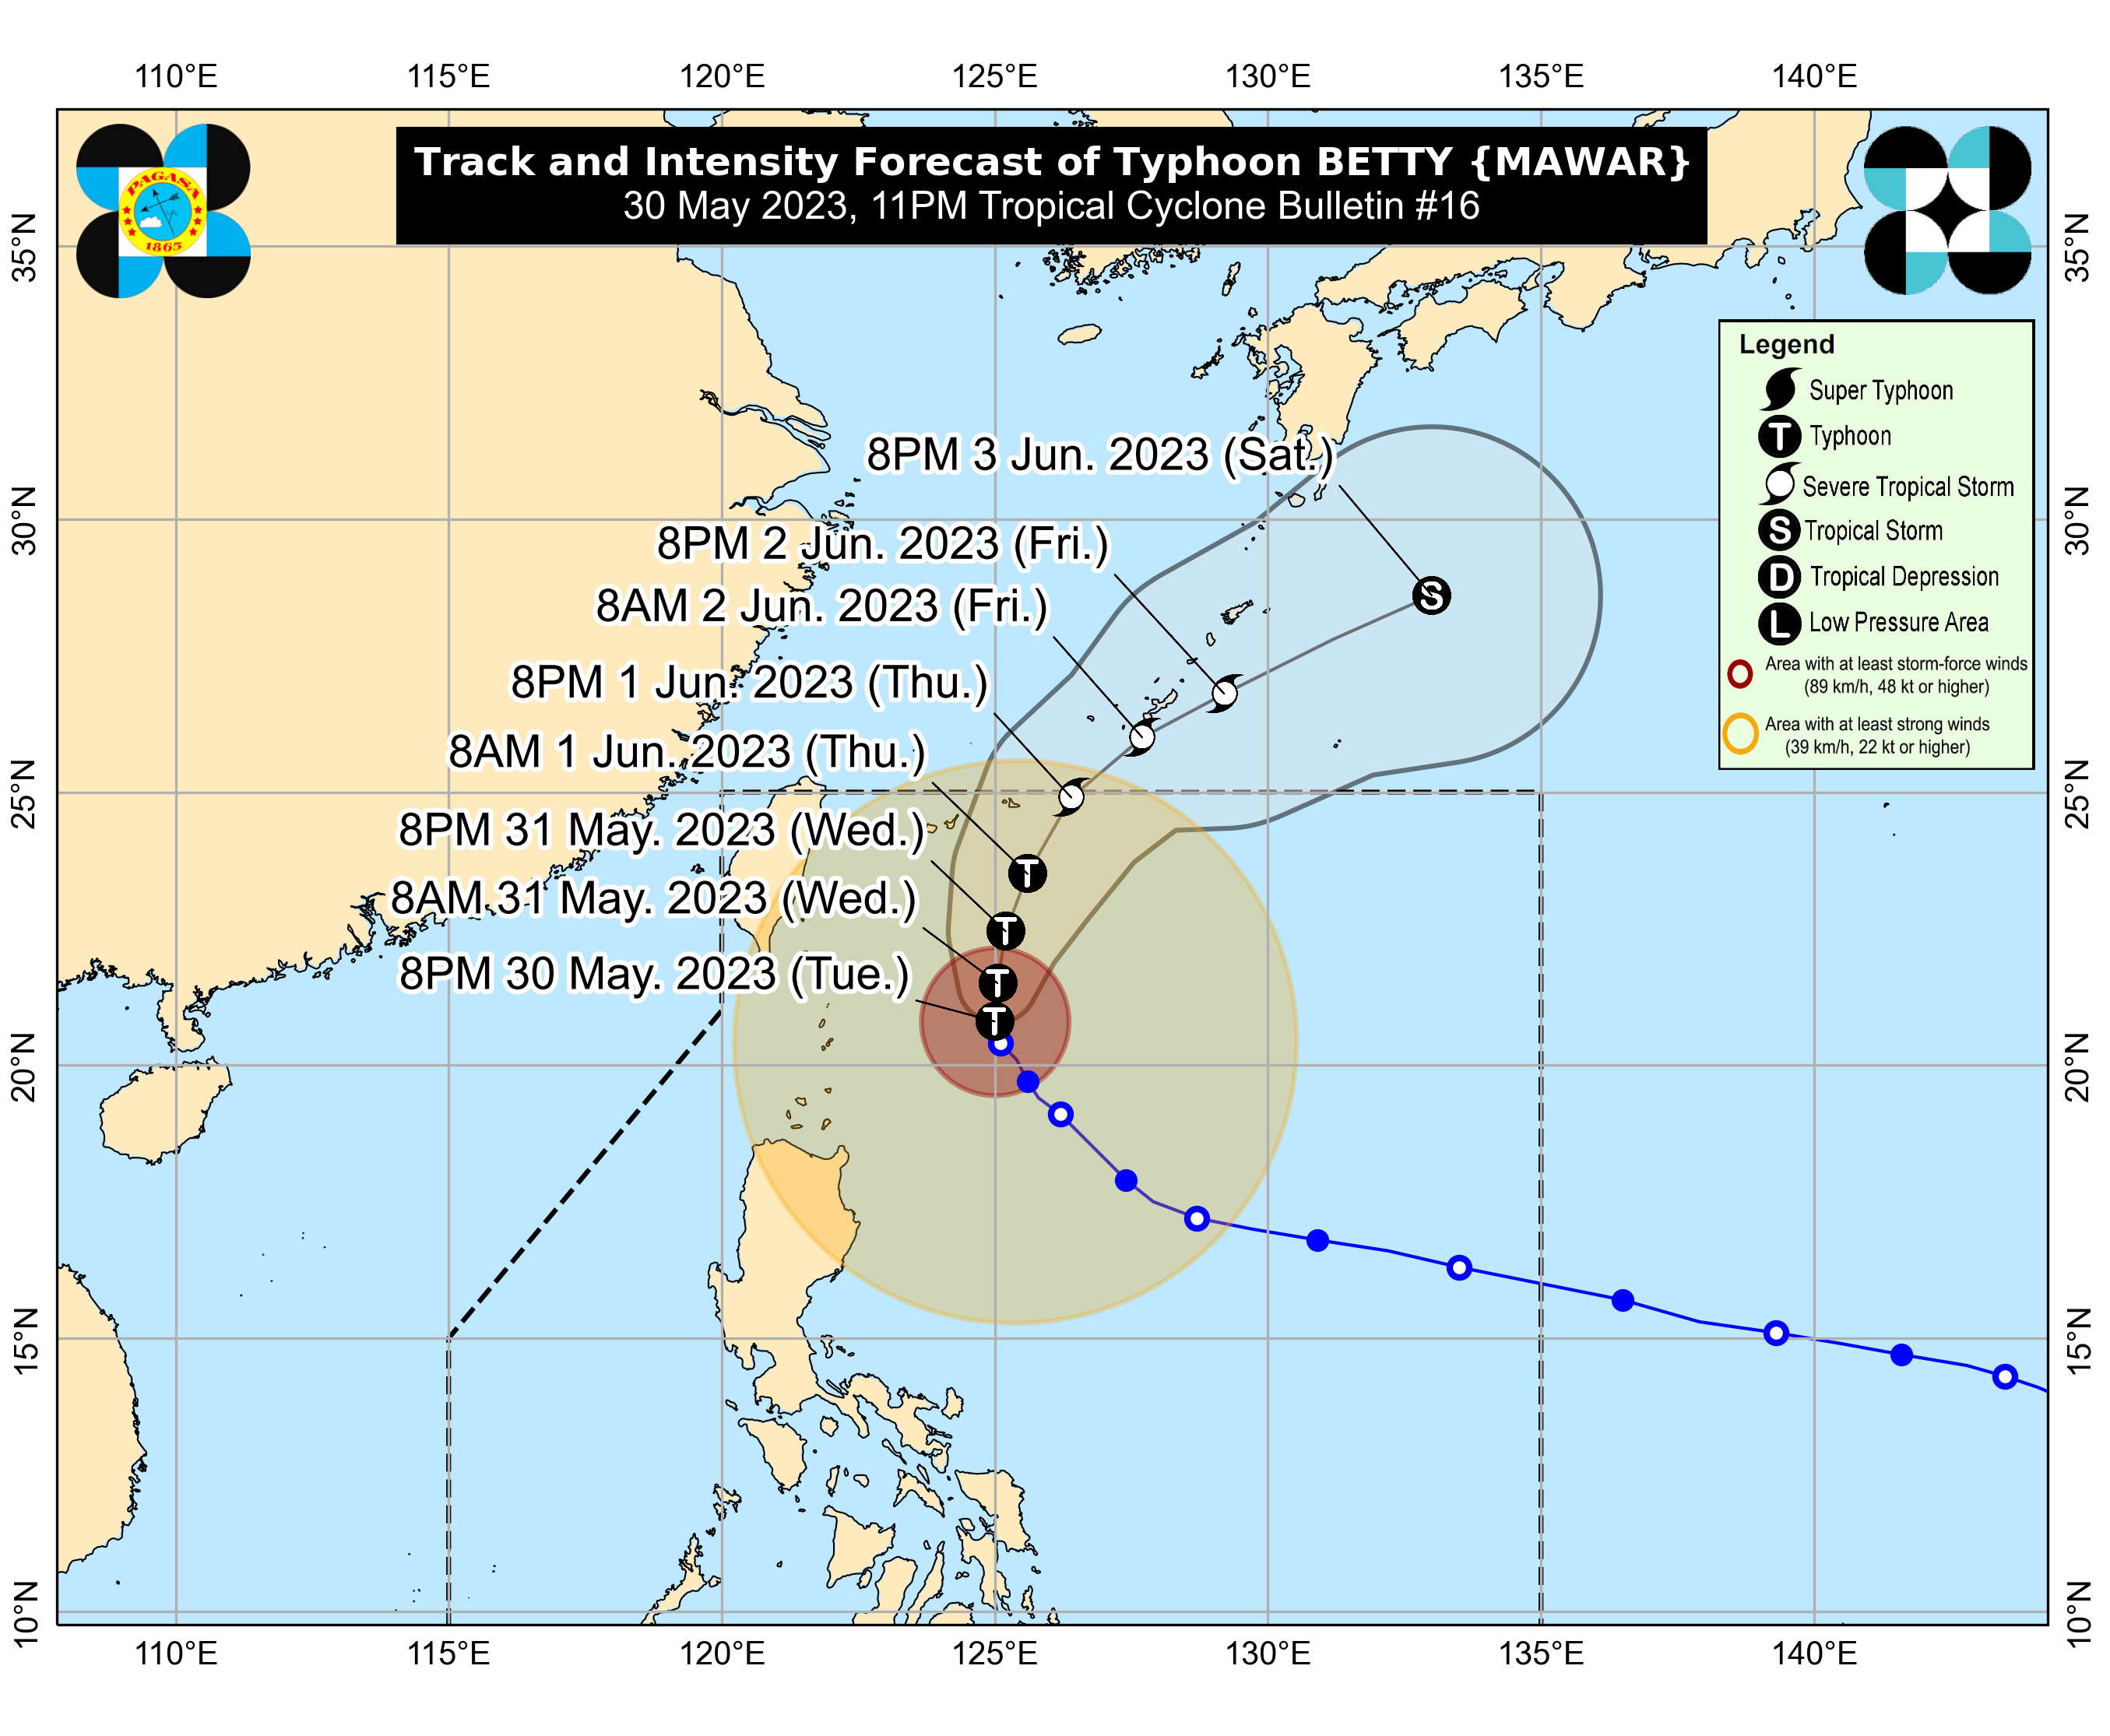 110°E 115°E 120°E 125°E 130°E 135°E 140°E
Track and Intensity Forecast of Typhoon BETTY {MAWAR}
30 May 2023, 11PM Tropical Cyclone Bulletin #16
PAGASA
1865
35°N 35°N
Legend
Super Typhoon
T Typhoon
Severe Tropical Storm
S Tropical Storm
D Tropical Depression
L Low Pressure Area
Area with at least storm-force winds
(89 km/h, 48 kt or higher)
Area with at least strong winds
(39 km/h, 22 kt or higher)
8PM 3 Jun. 2023 (Sat.)
30°N 30°N
8PM 2 Jun. 2023 (Fri.)
8AM 2 Jun. 2023 (Fri.)
S
8PM 1 Jun. 2023 (Thu.)
8AM 1 Jun. 2023 (Thu.)
25°N 25°N
8PM 31 May. 2023 (Wed.)
T
8AM 31 May. 2023 (Wed.)
T
8PM 30 May. 2023 (Tue.)
T
T
20°N 20°N
15°N 15°N
10°N 10°N
110°E 115°E 120°E 125°E 130°E 135°E 140°E